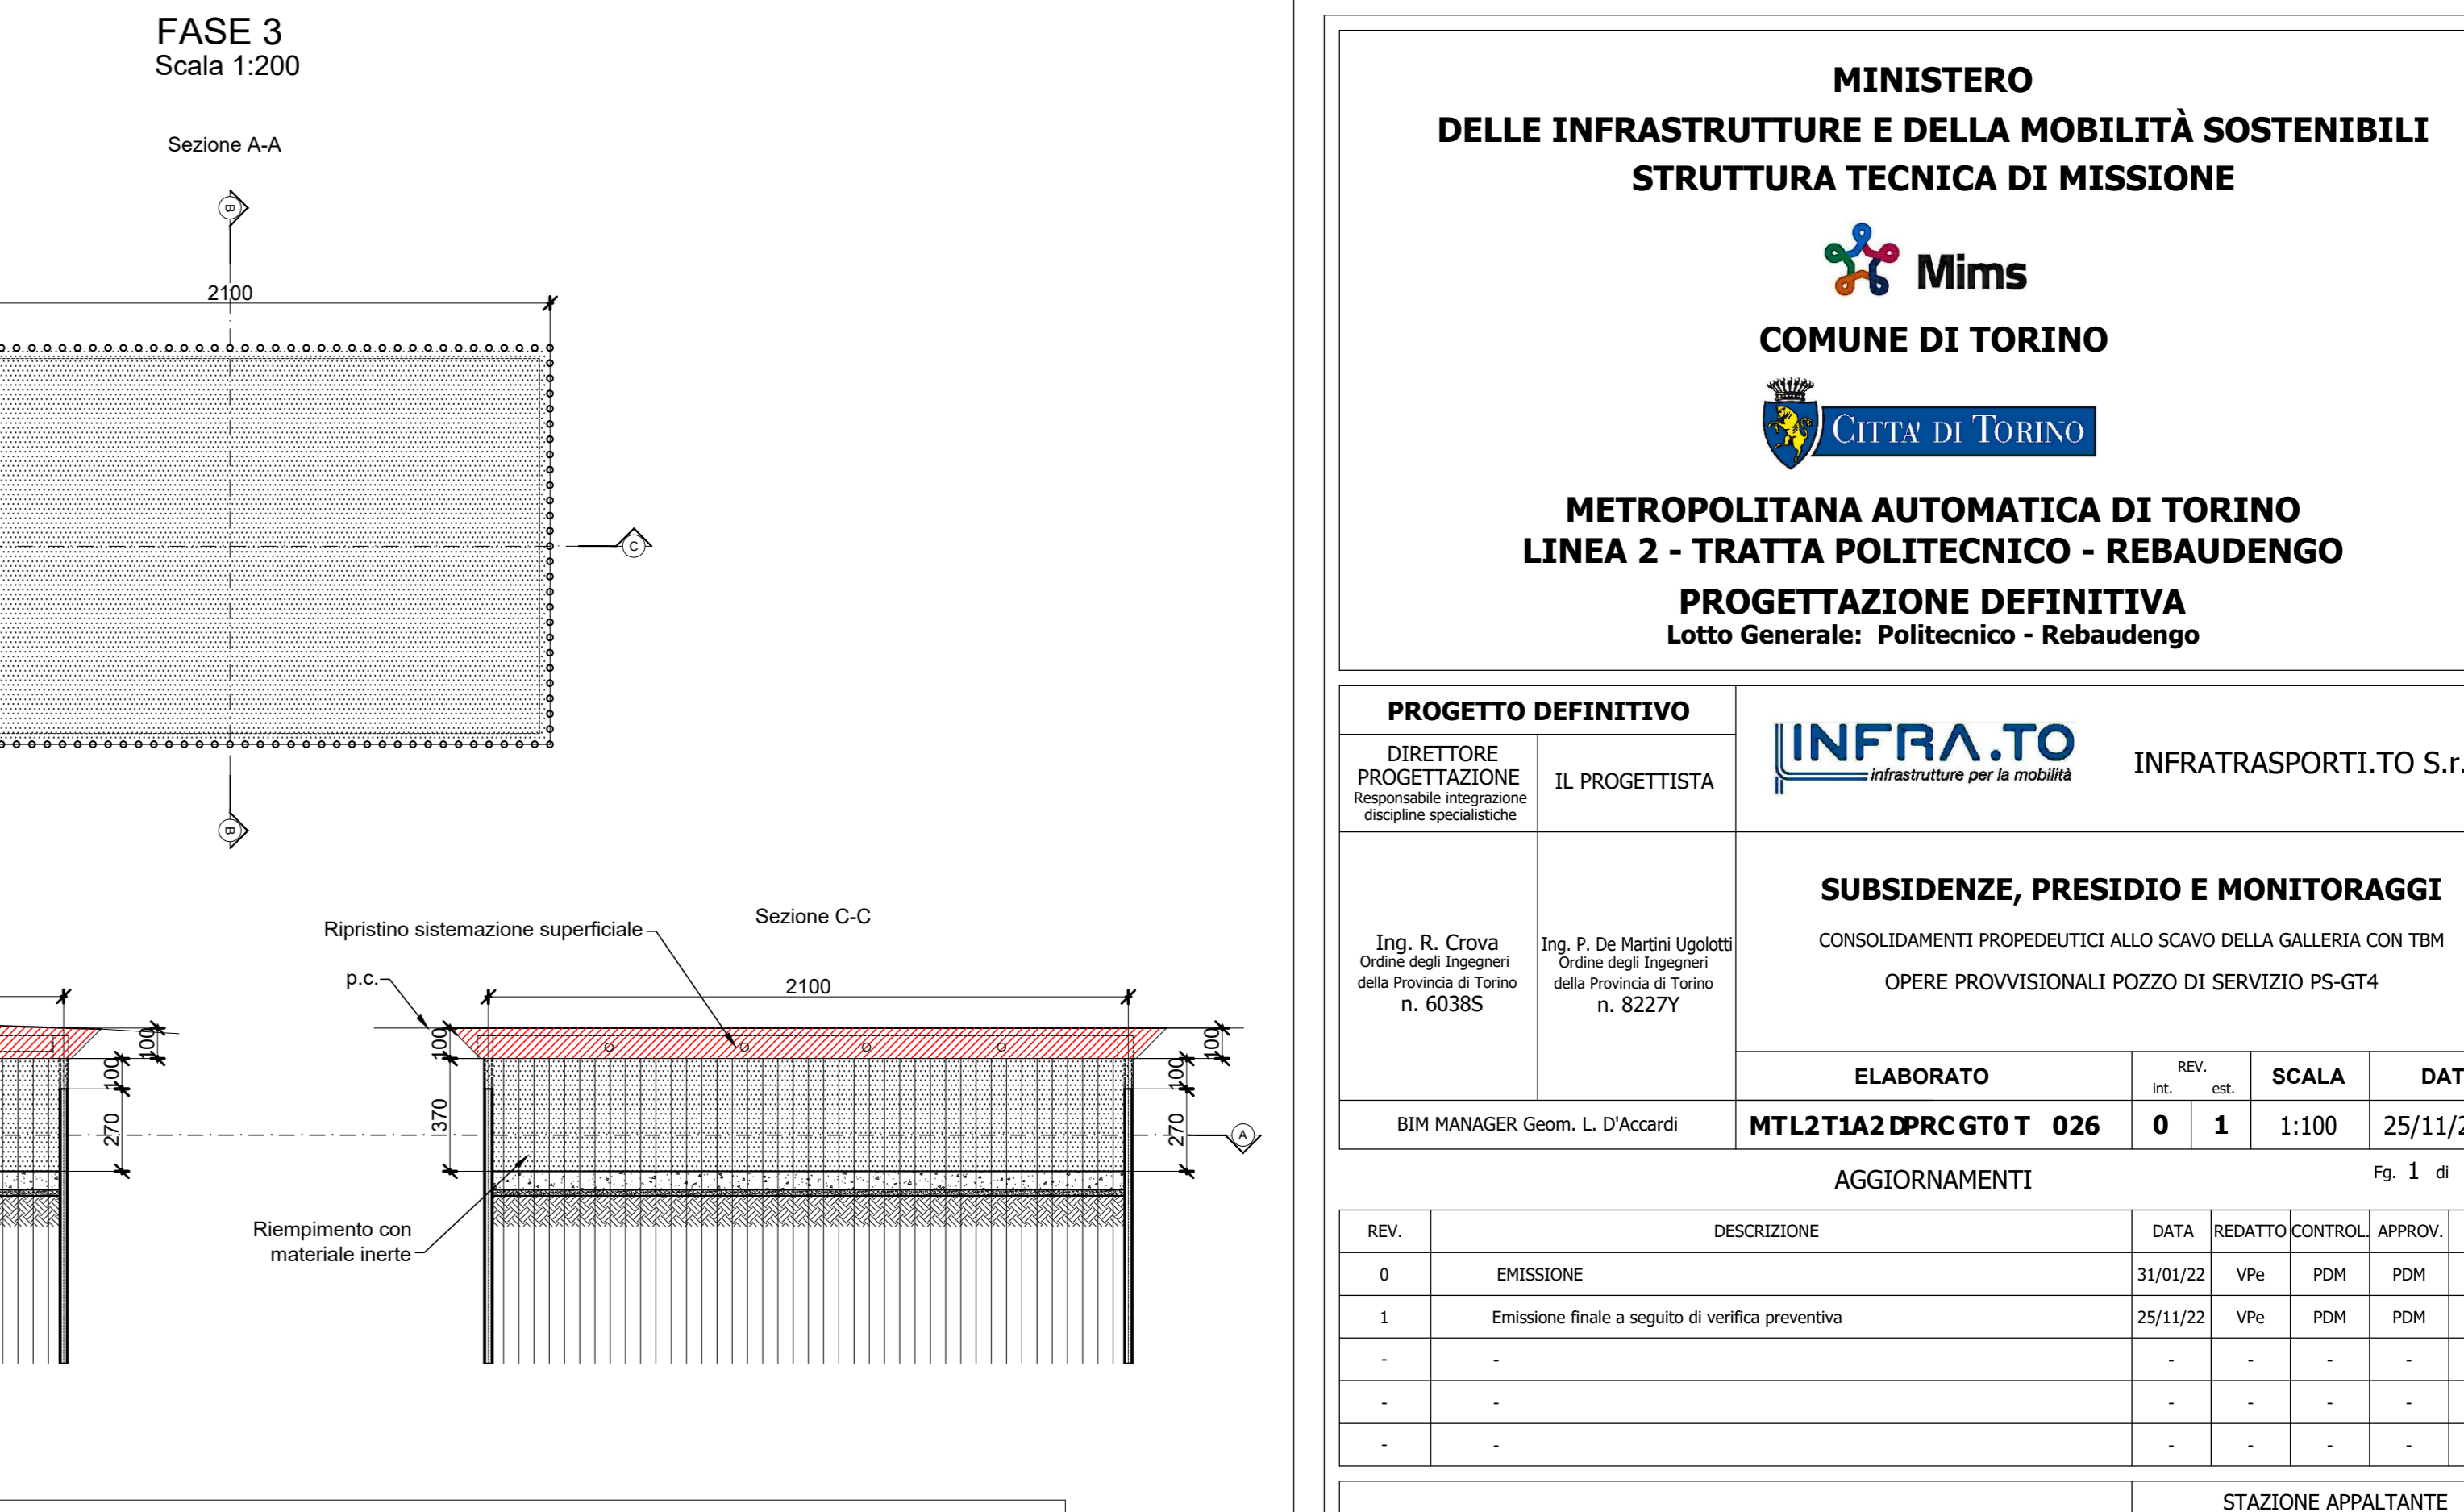 FASE 3
Scala 1:200
Sezione A-A
B
2100
C
B
Sezione C-C
Ripristino sistemazione superficiale
p.c.
2100
100
100
270
100
370
100
100
270
A
Riempimento con
materiale inerte
MINISTERO
DELLE INFRASTRUTTURE E DELLA MOBILITÀ SOSTENIBILI
STRUTTURA TECNICA DI MISSIONE
Mims
COMUNE DI TORINO
CITTA' DI TORINO
METROPOLITANA AUTOMATICA DI TORINO
LINEA 2 - TRATTA POLITECNICO - REBAUDENGO
PROGETTAZIONE DEFINITIVA
Lotto Generale: Politecnico - Rebaudengo
PROGETTO DEFINITIVO
DIRETTORE
PROGETTAZIONE
Responsabile integrazione
discipline specialistiche
IL PROGETTISTA
INFRA.TO
infrastrutture per la mobilità
INFRATRASPORTI.TO S.r.
Ing. R. Crova
Ordine degli Ingegneri
della Provincia di Torino
n. 6038S
Ing. P. De Martini Ugolotti
Ordine degli Ingegneri
della Provincia di Torino
n. 8227Y
SUBSIDENZE, PRESIDIO E MONITORAGGI
CONSOLIDAMENTI PROPEDEUTICI ALLO SCAVO DELLA GALLERIA CON TBM
OPERE PROVVISIONALI POZZO DI SERVIZIO PS-GT4
ELABORATO
REV.
int. est.
SCALA
DAT
BIM MANAGER Geom. L. D'Accardi
MTL2T1A2DPRCGT0T 026
0 1 1:100 25/11/2
AGGIORNAMENTI
Fg. 1 di
REV. DESCRIZIONE DATA REDATTO CONTROL. APPROV.
0 EMISSIONE 31/01/22 VPe PDM PDM
1 Emissione finale a seguito di verifica preventiva 25/11/22 VPe PDM PDM
- - - - - -
- - - - - -
- - - - - -
STAZIONE APPALTANTE